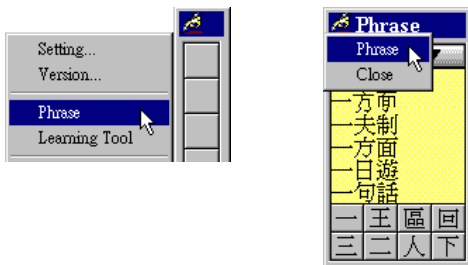 Setting...
Version...
Phrase
Learning Tool
Phrase
Phrase
Close
一方面
一夫制
一方面
一日遊
一句話
一 王 區 回
三 二 人 下